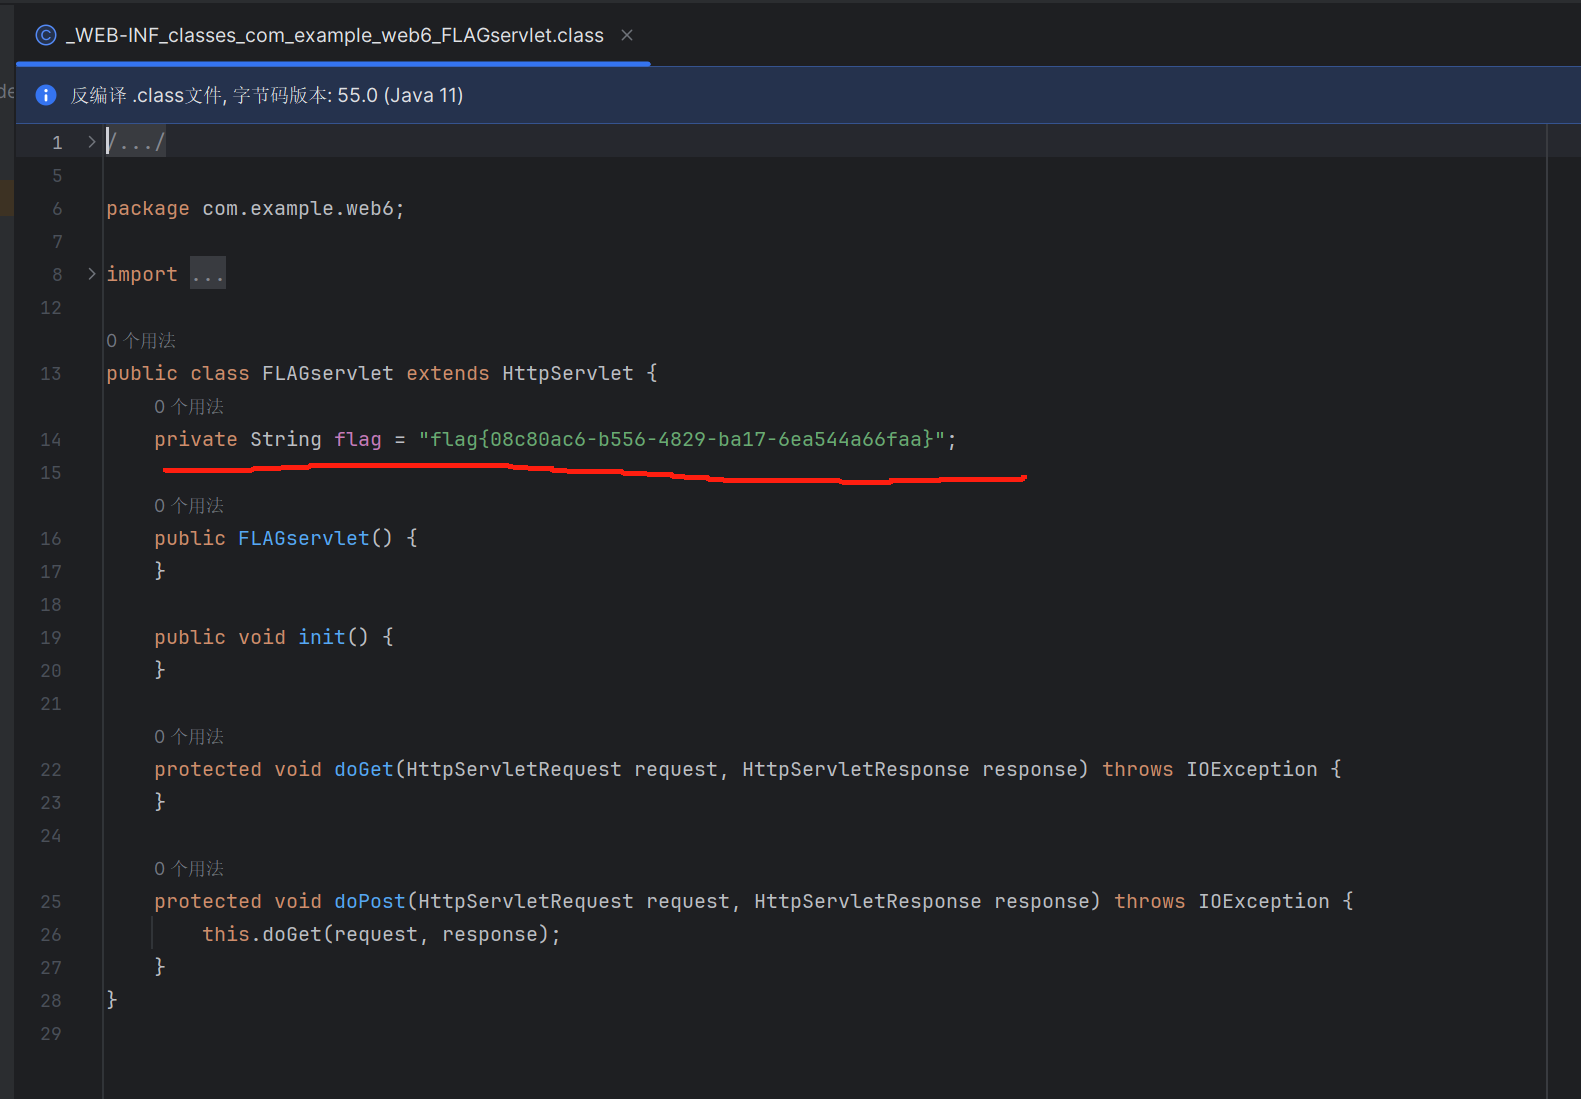 _WEB-INF_classes_com_example_web6_FLAGservlet.class
de
反编译 .class文件, 字节码版本: 55.0 (Java 11)
1 /.../
5
6 package com.example.web6;
7
8 import ...
12
0 个用法
13 public class FLAGservlet extends HttpServlet {
0 个用法
14 private String flag = "flag{08c80ac6-b556-4829-ba17-6ea544a66faa}";
15
0 个用法
16 public FLAGservlet() {
17 }
18
19 public void init() {
20 }
21
0 个用法
22 protected void doGet(HttpServletRequest request, HttpServletResponse response) throws IOException {
23 }
24
0 个用法
25 protected void doPost(HttpServletRequest request, HttpServletResponse response) throws IOException {
26 this.doGet(request, response);
27 }
28 }
29